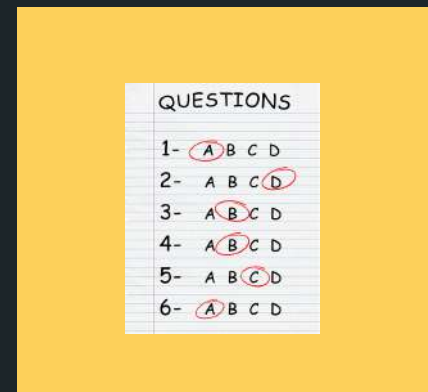 QUESTIONS
1- A B C D
2- A B C D
3- A B C D
4- A B C D
5- A B C D
6- A B C D